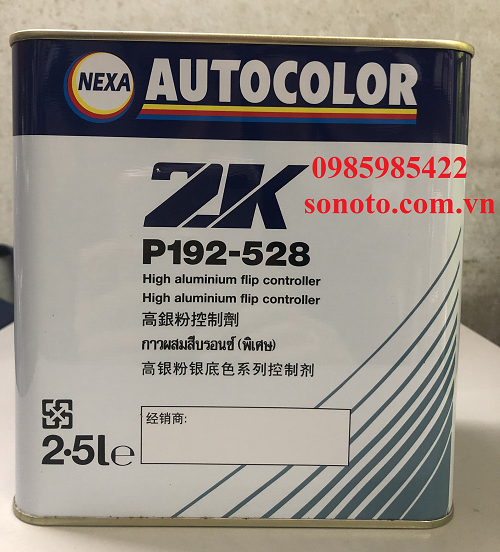 NEXA
AUTOCOLOR
0985985422
sonoto.com.vn
2K
P192-528
High aluminium flip controller
High aluminium flip controller
高銀粉控制劑
กาวผสมสีบรอนซ์ (พิเศษ)
高银粉银底色系列控制剂
经销商:
2·5l e